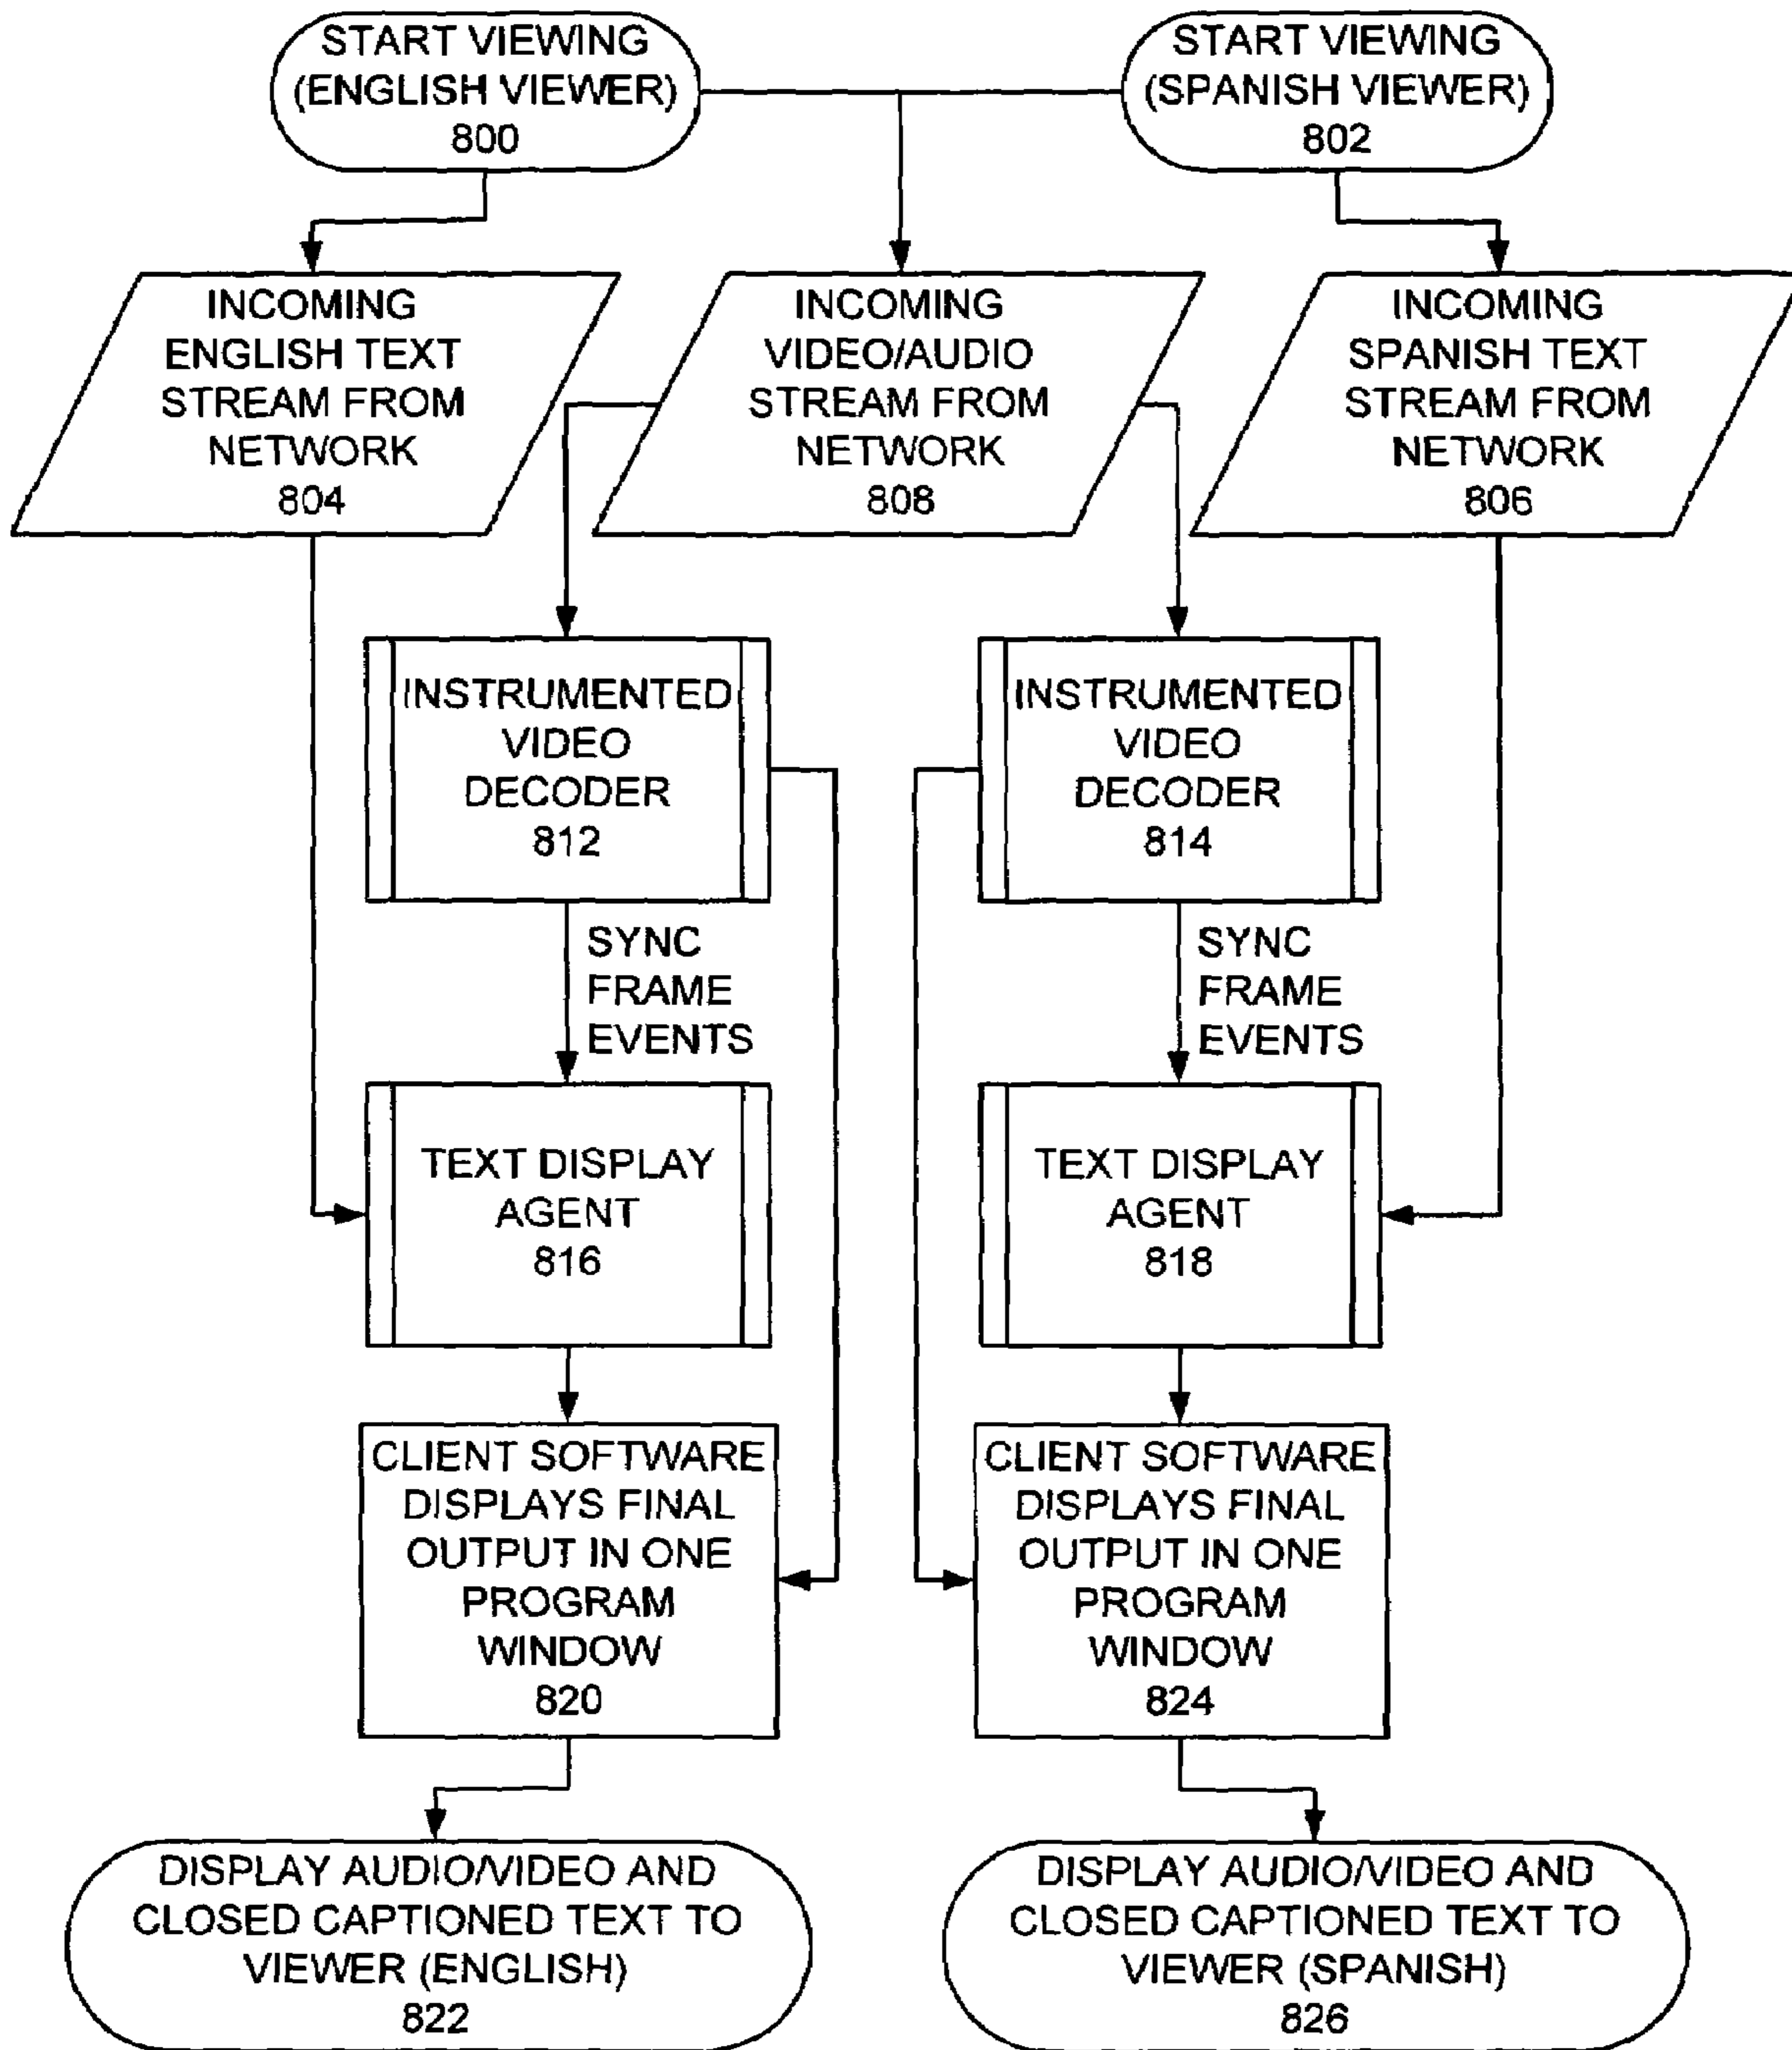 START VIEWING
(ENGLISH VIEWER)
800
START VIEWING
(SPANISH VIEWER)
802
INCOMING
ENGLISH TEXT
STREAM FROM
NETWORK
804
INCOMING
VIDEO/AUDIO
STREAM FROM
NETWORK
808
INCOMING
SPANISH TEXT
STREAM FROM
NETWORK
806
INSTRUMENTED
VIDEO
DECODER
812
INSTRUMENTED
VIDEO
DECODER
814
SYNC
FRAME
EVENTS
SYNC
FRAME
EVENTS
TEXT DISPLAY
AGENT
816
TEXT DISPLAY
AGENT
818
CLIENT SOFTWARE
DISPLAYS FINAL
OUTPUT IN ONE
PROGRAM
WINDOW
820
CLIENT SOFTWARE
DISPLAYS FINAL
OUTPUT IN ONE
PROGRAM
WINDOW
824
DISPLAY AUDIO/VIDEO AND
CLOSED CAPTIONED TEXT TO
VIEWER (ENGLISH)
822
DISPLAY AUDIO/VIDEO AND
CLOSED CAPTIONED TEXT TO
VIEWER (SPANISH)
826